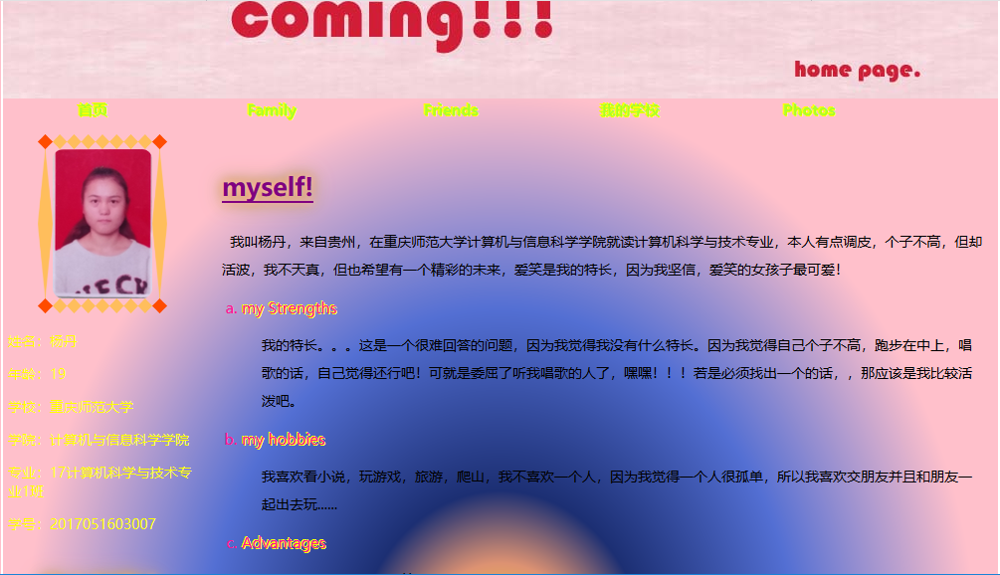 coming!!!
home page.
首页 Family Friends 我的学校 Photos
myself!
我叫杨丹，来自贵州，在重庆师范大学计算机与信息科学学院就读计算机科学与技术专业，本人有点调皮，个子不高，但却
活波，我不天真，但也希望有一个精彩的未来，爱笑是我的特长，因为我坚信，爱笑的女孩子最可爱！
a. my Strengths
我的特长。。。这是一个很难回答的问题，因为我觉得我没有什么特长。因为我觉得自己个子不高，跑步在中上，唱
歌的话，自己觉得还行吧！可就是委屈了听我唱歌的人了，嘿嘿！！！若是必须找出一个的话，，那应该是我比较活
泼吧。
b. my hobbies
我喜欢看小说，玩游戏，旅游，爬山，我不喜欢一个人，因为我觉得一个人很孤单，所以我喜欢交朋友并且和朋友一
起出去玩......
c. Advantages
姓名：杨丹
年龄：19
学校：重庆师范大学
学院：计算机与信息科学学院
专业：17计算机科学与技术专
业1班
学号：2017051603007